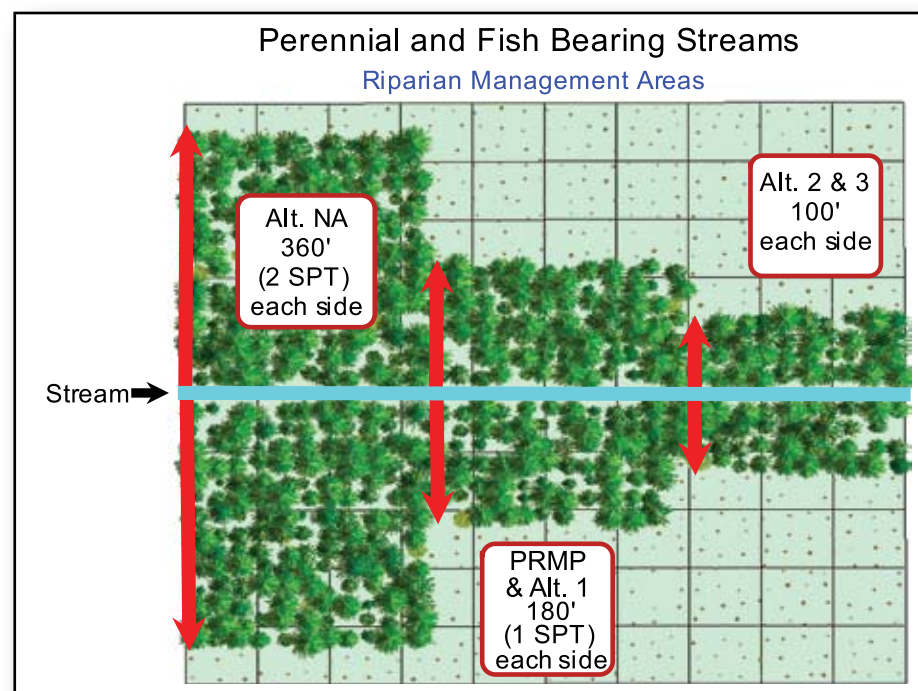 Perennial and Fish Bearing Streams
Riparian Management Areas
Alt. NA
360'
(2 SPT)
each side
Alt. 2 & 3
100'
each side
Stream
PRMP
& Alt. 1
180'
(1 SPT)
each side